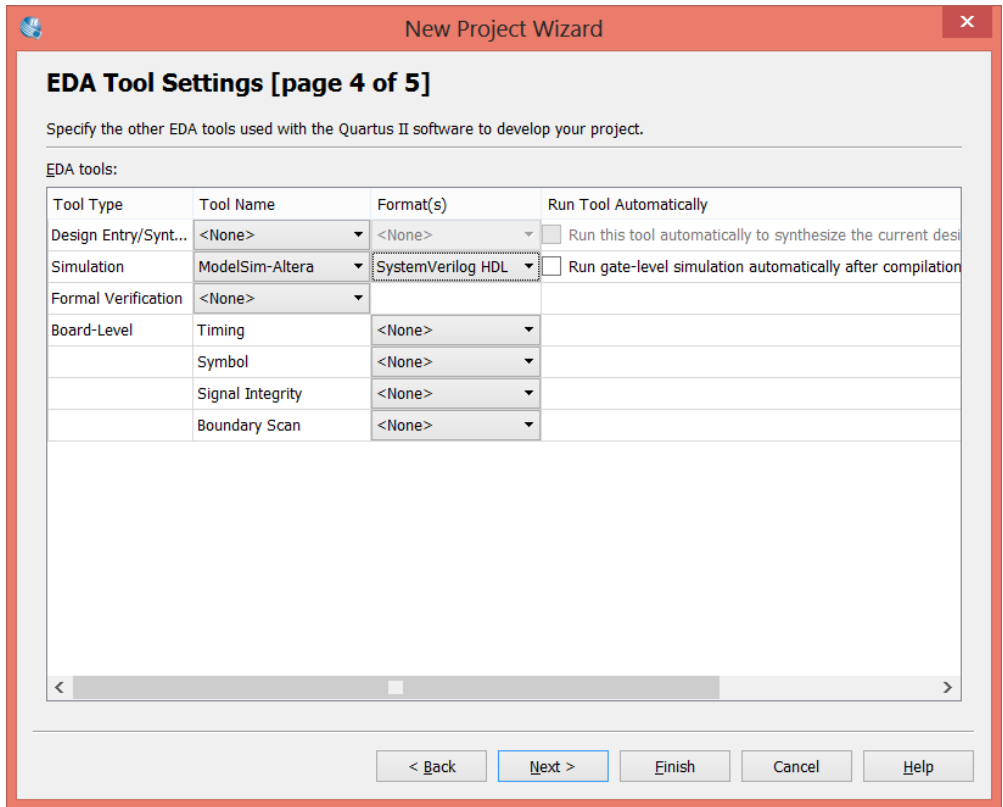 New Project Wizard
EDA Tool Settings [page 4 of 5]
Specify the other EDA tools used with the Quartus II software to develop your project.
EDA tools:
Tool Type Tool Name Format(s) Run Tool Automatically
Design Entry/Synt... <None> <None> Run this tool automatically to synthesize the current desi
Simulation ModelSim-Altera SystemVerilog HDL Run gate-level simulation automatically after compilation
Formal Verification <None>
Board-Level Timing <None>
Symbol <None>
Signal Integrity <None>
Boundary Scan <None>
< Back Next > Finish Cancel Help